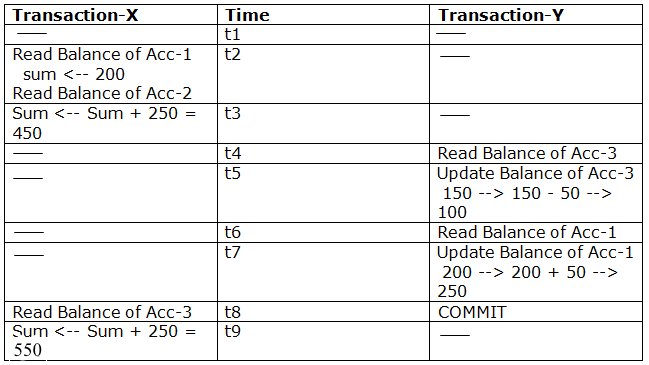 Transaction-X Time Transaction-Y
—— t1 ——
Read Balance of Acc-1 t2 ——
sum <-- 200
Read Balance of Acc-2
Sum <-- Sum + 250 = t3 ——
450
—— t4 Read Balance of Acc-3
—— t5 Update Balance of Acc-3
150 --> 150 - 50 -->
100
—— t6 Read Balance of Acc-1
—— t7 Update Balance of Acc-1
200 --> 200 + 50 -->
250
Read Balance of Acc-3 t8 COMMIT
Sum <-- Sum + 250 = t9 ——
550